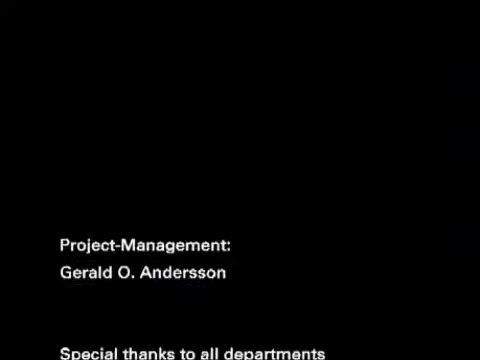 Project-Management:
Gerald O. Andersson
Special thanks to all departments